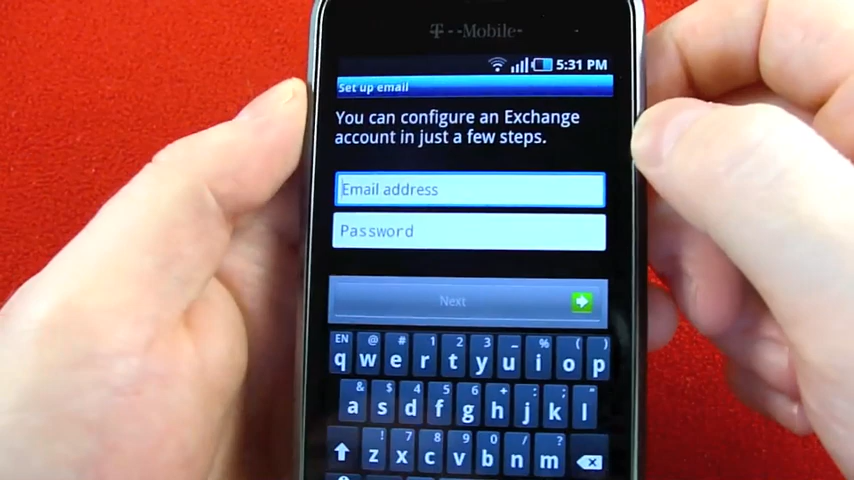 T--Mobile-
5:31 PM
Set up email
You can configure an Exchange
account in just a few steps.
Email address
Password
Next
EN @ # 1 2 3 _ % ( )
q w e r t y u i o p
& $ 4 5 6 + : ; "
a s d f g h j k l
! 7 8 9 0 / ?
z x c v b n m